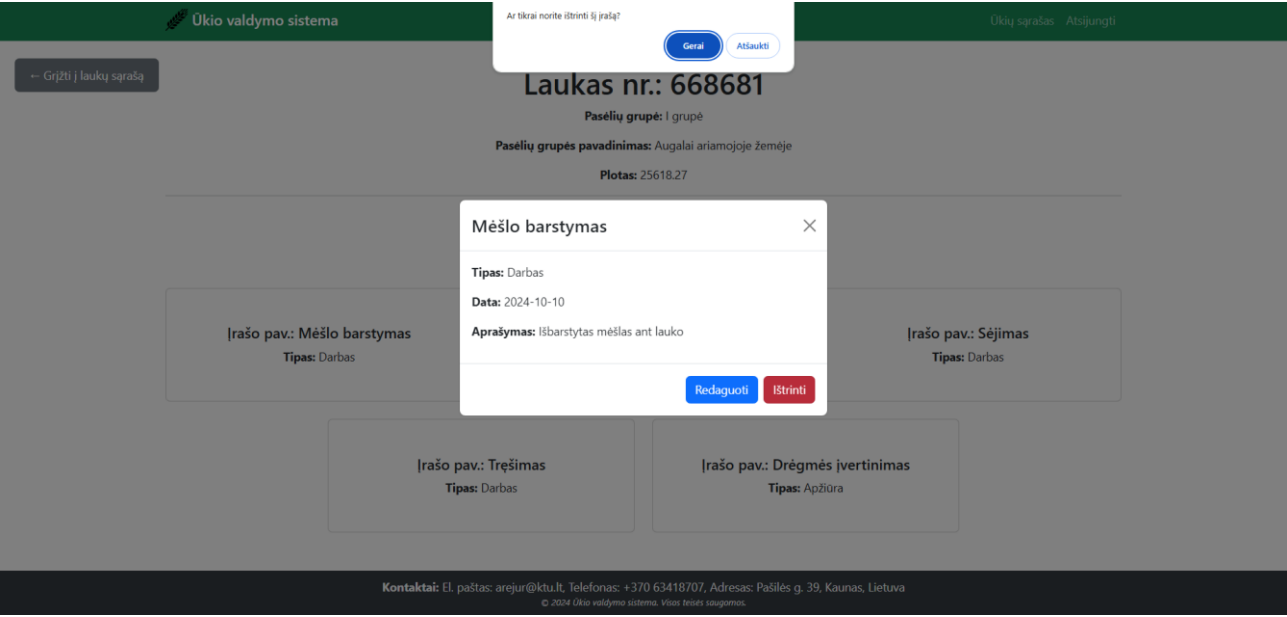 Ūkio valdymo sistema
Ūkių sąrašas Atsijungti
Ar tikrai norite ištrinti šį įrašą?
Gerai Atšaukti
← Grįžti į laukų sąrašą
Laukas nr.: 668681
Pasėlių grupė: I grupė
Pasėlių grupės pavadinimas: Augalai ariamojoje žemėje
Plotas: 25618.27
Mėšlo barstymas
Tipas: Darbas
Data: 2024-10-10
Aprašymas: Išbarstytas mėšlas ant lauko
Redaguoti Ištrinti
Įrašo pav.: Mėšlo barstymas
Tipas: Darbas
Įrašo pav.: Sėjimas
Tipas: Darbas
Įrašo pav.: Tręšimas
Tipas: Darbas
Įrašo pav.: Drėgmės įvertinimas
Tipas: Apžiūra
Kontaktai: El. paštas: arejur@ktu.lt, Telefonas: +370 63418707, Adresas: Pašilės g. 39, Kaunas, Lietuva
© 2024 Ūkio valdymo sistema. Visos teisės saugomos.